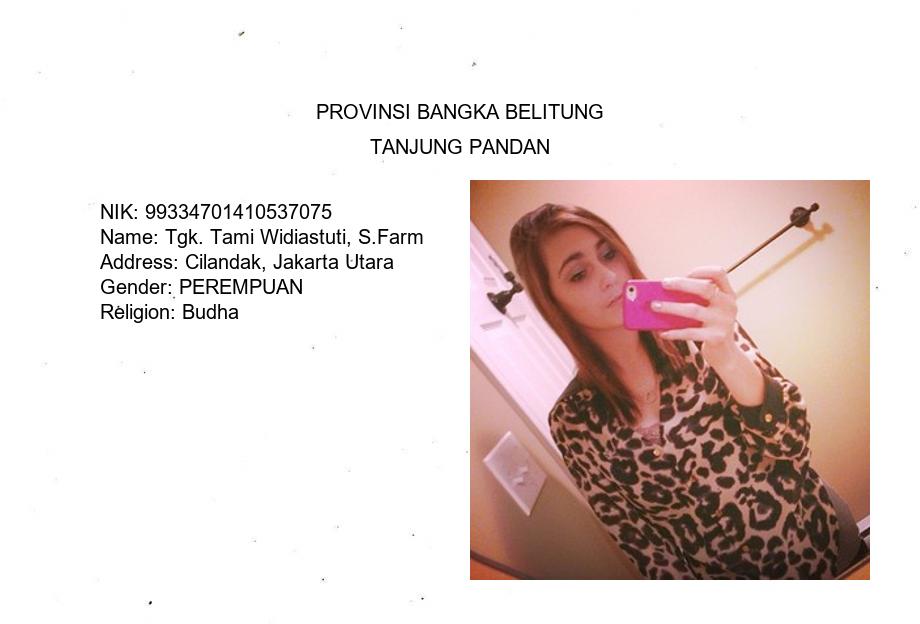 PROVINSI BANGKA BELITUNG
TANJUNG PANDAN
NIK: 99334701410537075
Name: Tgk. Tami Widiastuti, S.Farm
Address: Cilandak, Jakarta Utara
Gender: PEREMPUAN
Religion: Budha